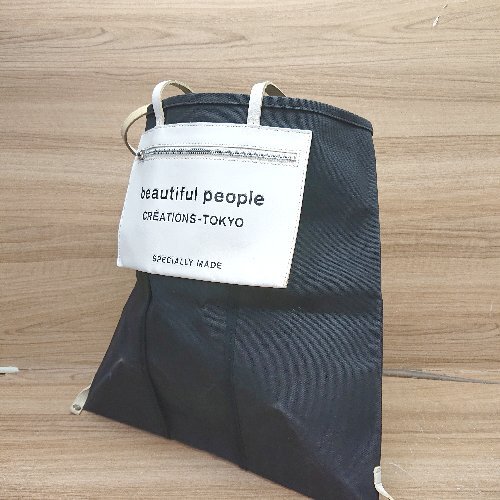 beautiful people
CRÉATIONS-TOKYO
SPECIALLY MADE